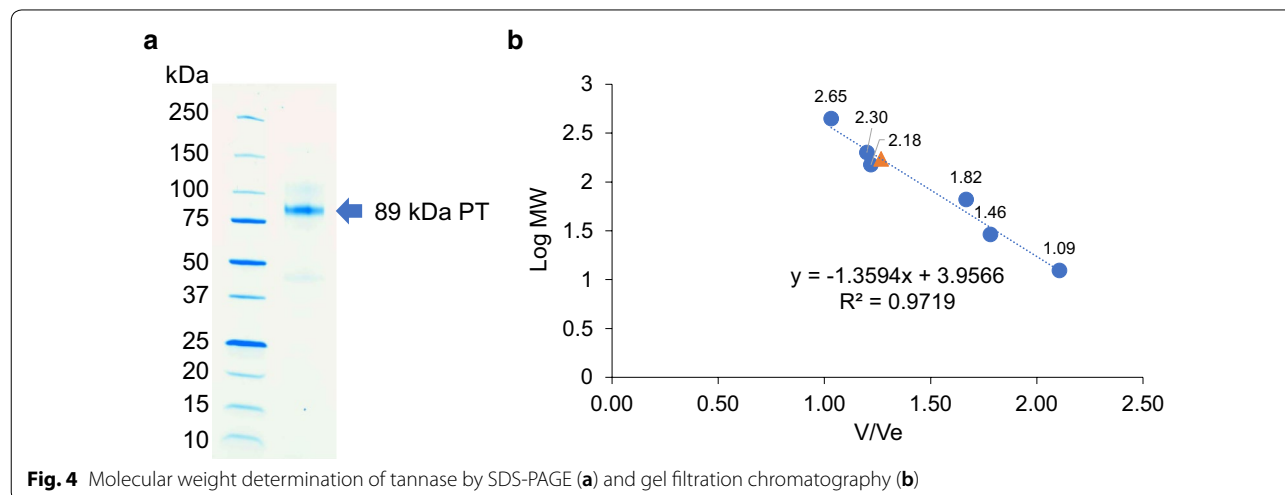 a
kDa
250
150
100
75
50
37
25
20
15
10
89 kDa PT
b
3
2.5
2
1.5
1
0.5
0
Log MW
2.65
2.30
2.18
1.82
1.46
1.09
y = -1.3594x + 3.9566
R² = 0.9719
0.00 0.50 1.00 1.50 2.00 2.50
V/Ve
Fig. 4 Molecular weight determination of tannase by SDS-PAGE (a) and gel filtration chromatography (b)